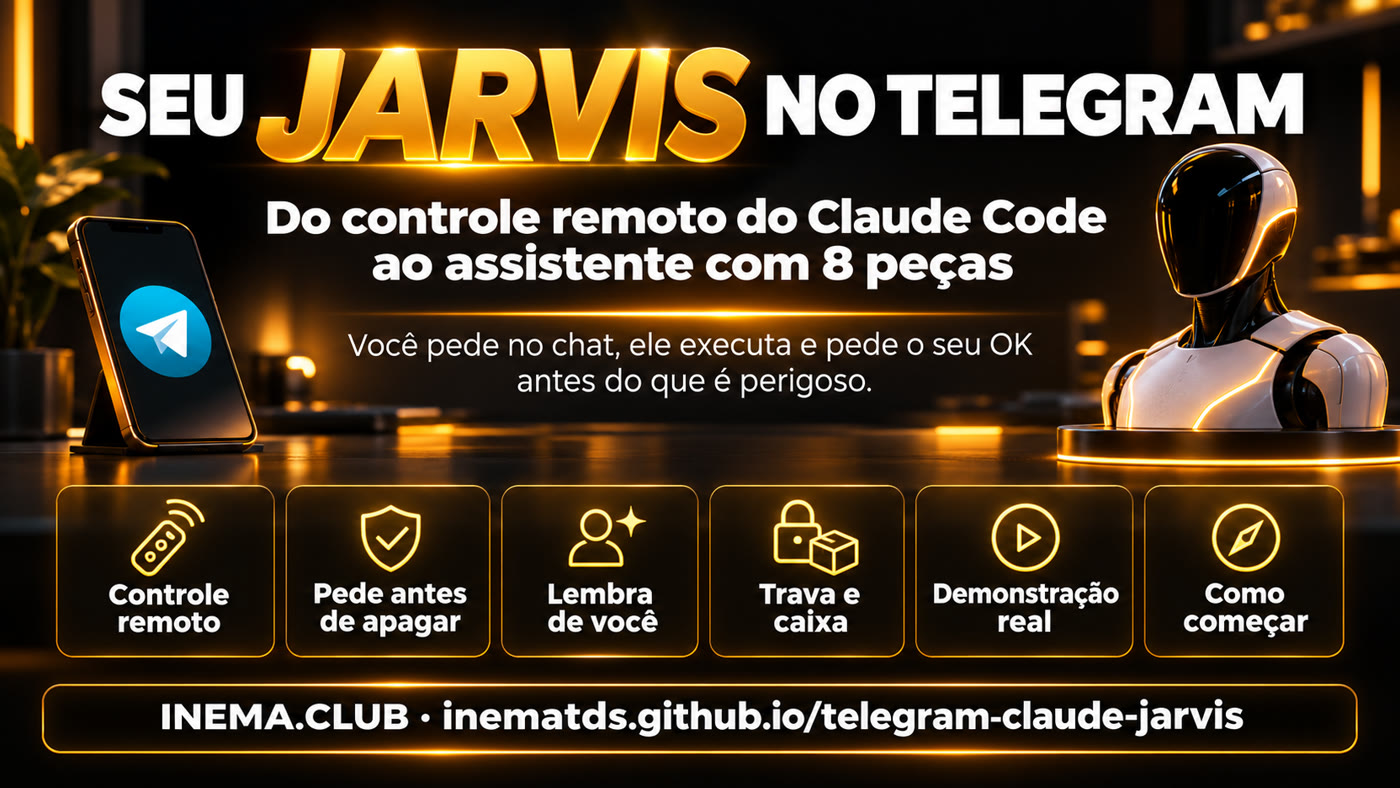 SEU JARVIS NO TELEGRAM
Do controle remoto do Claude Code
ao assistente com 8 peças
Você pede no chat, ele executa e pede o seu OK
antes do que é perigoso.
Controle
remoto
Pede antes
de apagar
Lembra
de você
Trava e
caixa
Demonstração
real
Como
começar
INEMA.CLUB · inematds.github.io/telegram-claude-jarvis